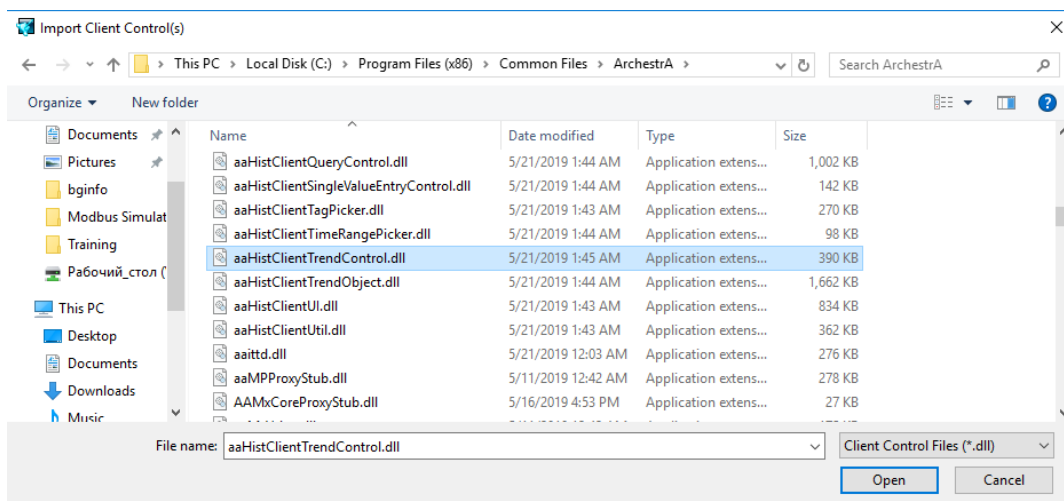 Import Client Control(s)
This PC > Local Disk (C:) > Program Files (x86) > Common Files > ArchestrA >
Search ArchestrA
Organize
New folder
Name Date modified Type Size
Documents
Pictures
bginfo
Modbus Simulat
Training
Рабочий_стол (
This PC
Desktop
Documents
Downloads
Music
aaHistClientQueryControl.dll 5/21/2019 1:44 AM Application extens... 1,002 KB
aaHistClientSingleValueEntryControl.dll 5/21/2019 1:44 AM Application extens... 142 KB
aaHistClientTagPicker.dll 5/21/2019 1:43 AM Application extens... 270 KB
aaHistClientTimeRangePicker.dll 5/21/2019 1:44 AM Application extens... 98 KB
aaHistClientTrendControl.dll 5/21/2019 1:45 AM Application extens... 390 KB
aaHistClientTrendObject.dll 5/21/2019 1:44 AM Application extens... 1,662 KB
aaHistClientUI.dll 5/21/2019 1:43 AM Application extens... 834 KB
aaHistClientUtil.dll 5/21/2019 1:43 AM Application extens... 362 KB
aaittd.dll 5/21/2019 12:03 AM Application extens... 276 KB
aaMPProxyStub.dll 5/11/2019 12:42 AM Application extens... 278 KB
AAMxCoreProxyStub.dll 5/16/2019 4:53 PM Application extens... 27 KB
File name: aaHistClientTrendControl.dll
Client Control Files (*.dll)
Open
Cancel